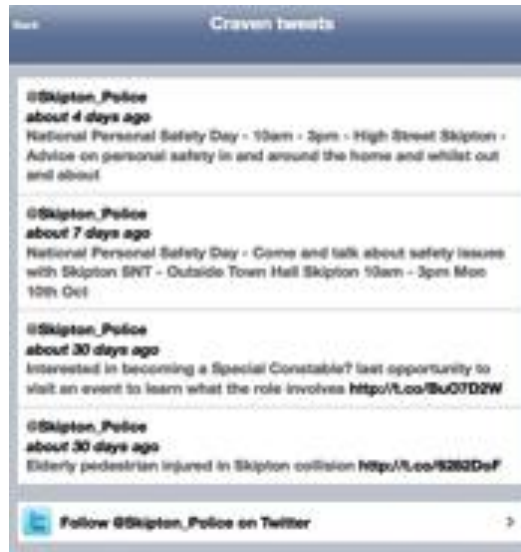 Back
Craven tweets
@Skipton_Police
about 4 days ago
National Personal Safety Day - 10am - 3pm - High Street Skipton -
Advice on personal safety in and around the home and whilst out
and about
@Skipton_Police
about 7 days ago
National Personal Safety Day - Come and talk about safety issues
with Skipton SNT - Outside Town Hall Skipton 10am - 3pm Mon
10th Oct
@Skipton_Police
about 30 days ago
Interested in becoming a Special Constable? last opportunity to
visit an event to learn what the role involves
@Skipton_Police
about 30 days ago
Elderly pedestrian injured in Skipton collision
Follow @Skipton_Police on Twitter